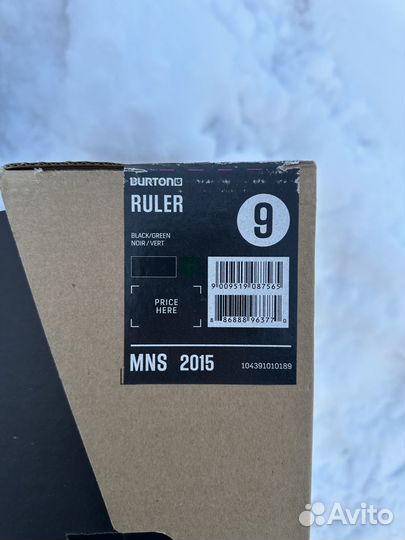 BURTON
RULER
9
BLACK/GREEN
NOIR/VERT
9 009519 087565
PRICE
HERE
8 86888 96377 0
MNS 2015
104391010189
Avito